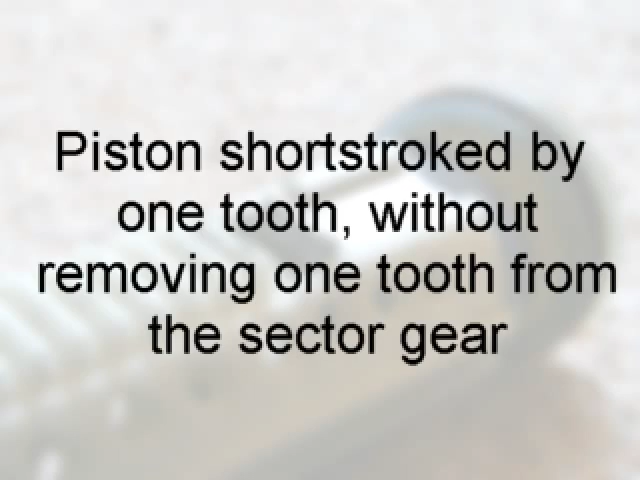 Piston shortstroked by
one tooth, without
removing one tooth from
the sector gear